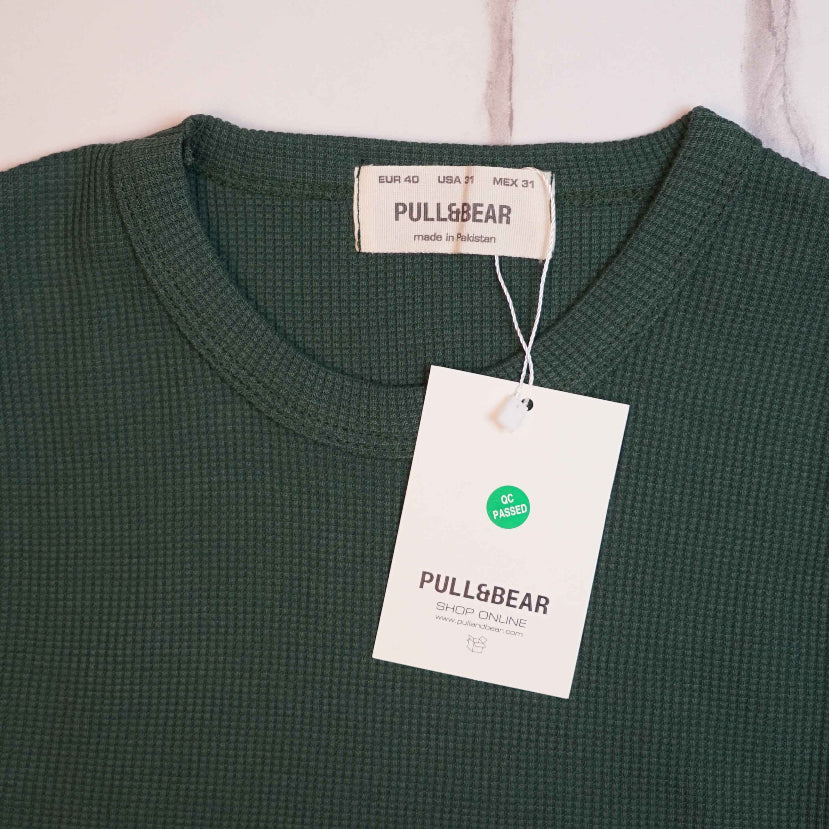 EUR 40 USA 31 MEX 31
PULL&BEAR
made in Pakistan
QC
PASSED
PULL&BEAR
SHOP ONLINE
www.pullandbear.com